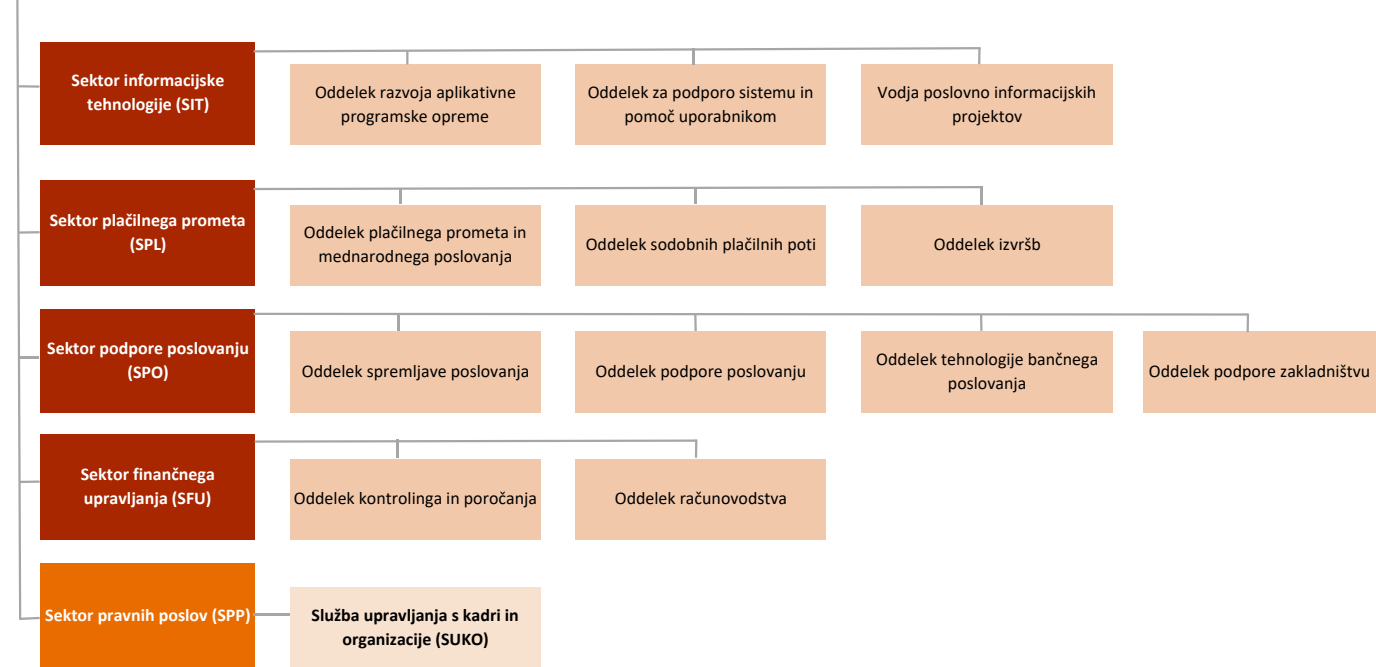 Sektor informacijske
tehnologije (SIT)
Oddelek razvoja aplikativne
programske opreme
Oddelek za podporo sistemu in
pomoč uporabnikom
Vodja poslovno informacijskih
projektov
Sektor plačilnega prometa
(SPL)
Oddelek plačilnega prometa in
mednarodnega poslovanja
Oddelek sodobnih plačilnih poti
Oddelek izvršb
Sektor podpore poslovanju
(SPO)
Oddelek spremljave poslovanja
Oddelek podpore poslovanju
Oddelek tehnologije bančnega
poslovanja
Oddelek podpore zakladništvu
Sektor finančnega
upravljanja (SFU)
Oddelek kontrolinga in poročanja
Oddelek računovodstva
Sektor pravnih poslov (SPP)
Služba upravljanja s kadri in
organizacije (SUKO)